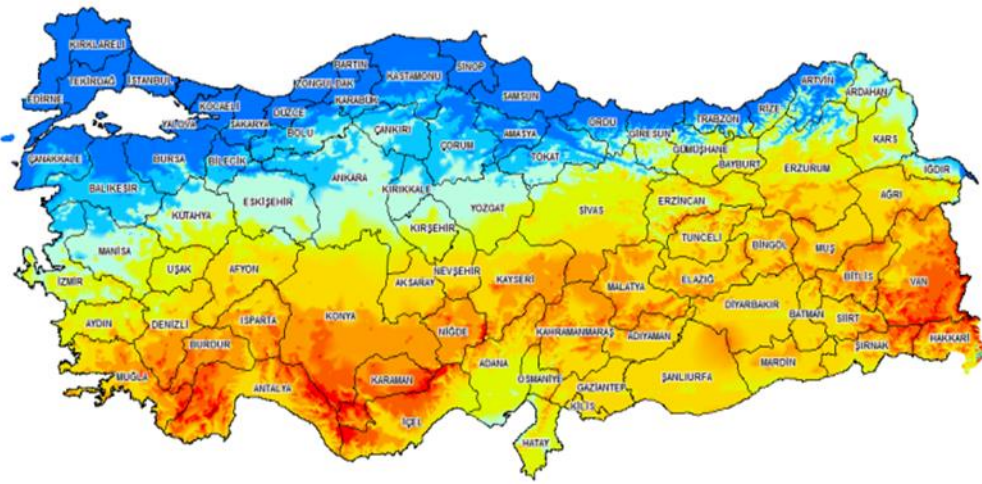 KIRKLARELİ
TEKİRDAĞ
İSTANBUL
EDİRNE
KOCAELİ
YALOVA
SAKARYA
DÜZCE
ZONGULDAK
BARTIN
KARABÜK
KASTAMONU
SİNOP
SAMSUN
BOLU
ÇANKIRI
ÇORUM
AMASYA
TOKAT
ORDU
GİRESUN
TRABZON
RİZE
ARTVİN
ARDAHAN
GÜMÜŞHANE
BAYBURT
KARS
IĞDIR
ERZURUM
AĞRI
ÇANAKKALE
BURSA
BİLECİK
BALIKESİR
KÜTAHYA
ESKİŞEHİR
ANKARA
KIRIKKALE
YOZGAT
SİVAS
ERZİNCAN
KIRŞEHİR
TUNCELİ
BİNGÖL
MUŞ
BİTLİS
VAN
MANİSA
İZMİR
UŞAK
AFYON
AKSARAY
NEVŞEHİR
KAYSERİ
MALATYA
ELAZIĞ
DİYARBAKIR
BATMAN
SİİRT
ŞIRNAK
HAKKARİ
AYDIN
DENİZLİ
ISPARTA
BURDUR
KONYA
NİĞDE
KAHRAMANMARAŞ
ADIYAMAN
MARDİN
ŞANLIURFA
MUĞLA
ANTALYA
KARAMAN
İÇEL
ADANA
OSMANİYE
GAZİANTEP
KİLİS
HATAY